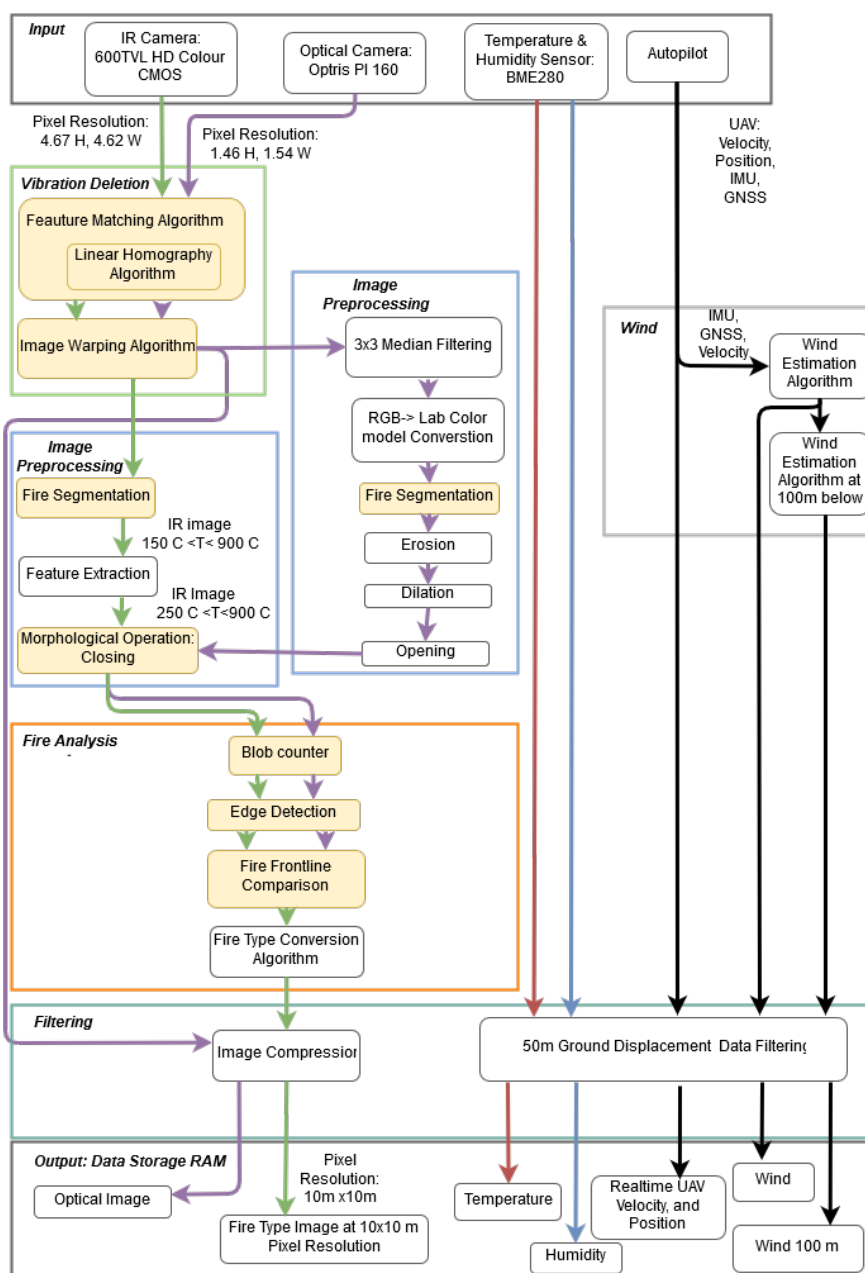 Input
IR Camera:
600TVL HD Colour
CMOS
Optical Camera:
Optris PI 160
Temperature &
Humidity Sensor:
BME280
Autopilot
Pixel Resolution:
4.67 H, 4.62 W
Pixel Resolution:
1.46 H, 1.54 W
UAV:
Velocity,
Position,
IMU,
GNSS
Vibration Deletion
Feauture Matching Algorithm
Linear Homography
Algorithm
Image Warping Algorithm
Image
Preprocessing
3x3 Median Filtering
RGB-> Lab Color
model Converstion
Fire Segmentation
Erosion
Dilation
Opening
Wind
IMU,
GNSS,
Velocity
Wind
Estimation
Algorithm
Wind
Estimation
Algorithm at
100m below
Image
Preprocessing
Fire Segmentation
IR image
150 C <T< 900 C
Feature Extraction
IR Image
250 C <T<900 C
Morphological Operation:
Closing
Fire Analysis
Blob counter
Edge Detection
Fire Frontline
Comparison
Fire Type Conversion
Algorithm
Filtering
Image Compression
50m Ground Displacement Data Filtering
Output: Data Storage RAM
Pixel
Resolution:
10m x10m
Optical Image
Fire Type Image at 10x10 m
Pixel Resolution
Temperature
Humidity
Realtime UAV
Velocity, and
Position
Wind
Wind 100 m